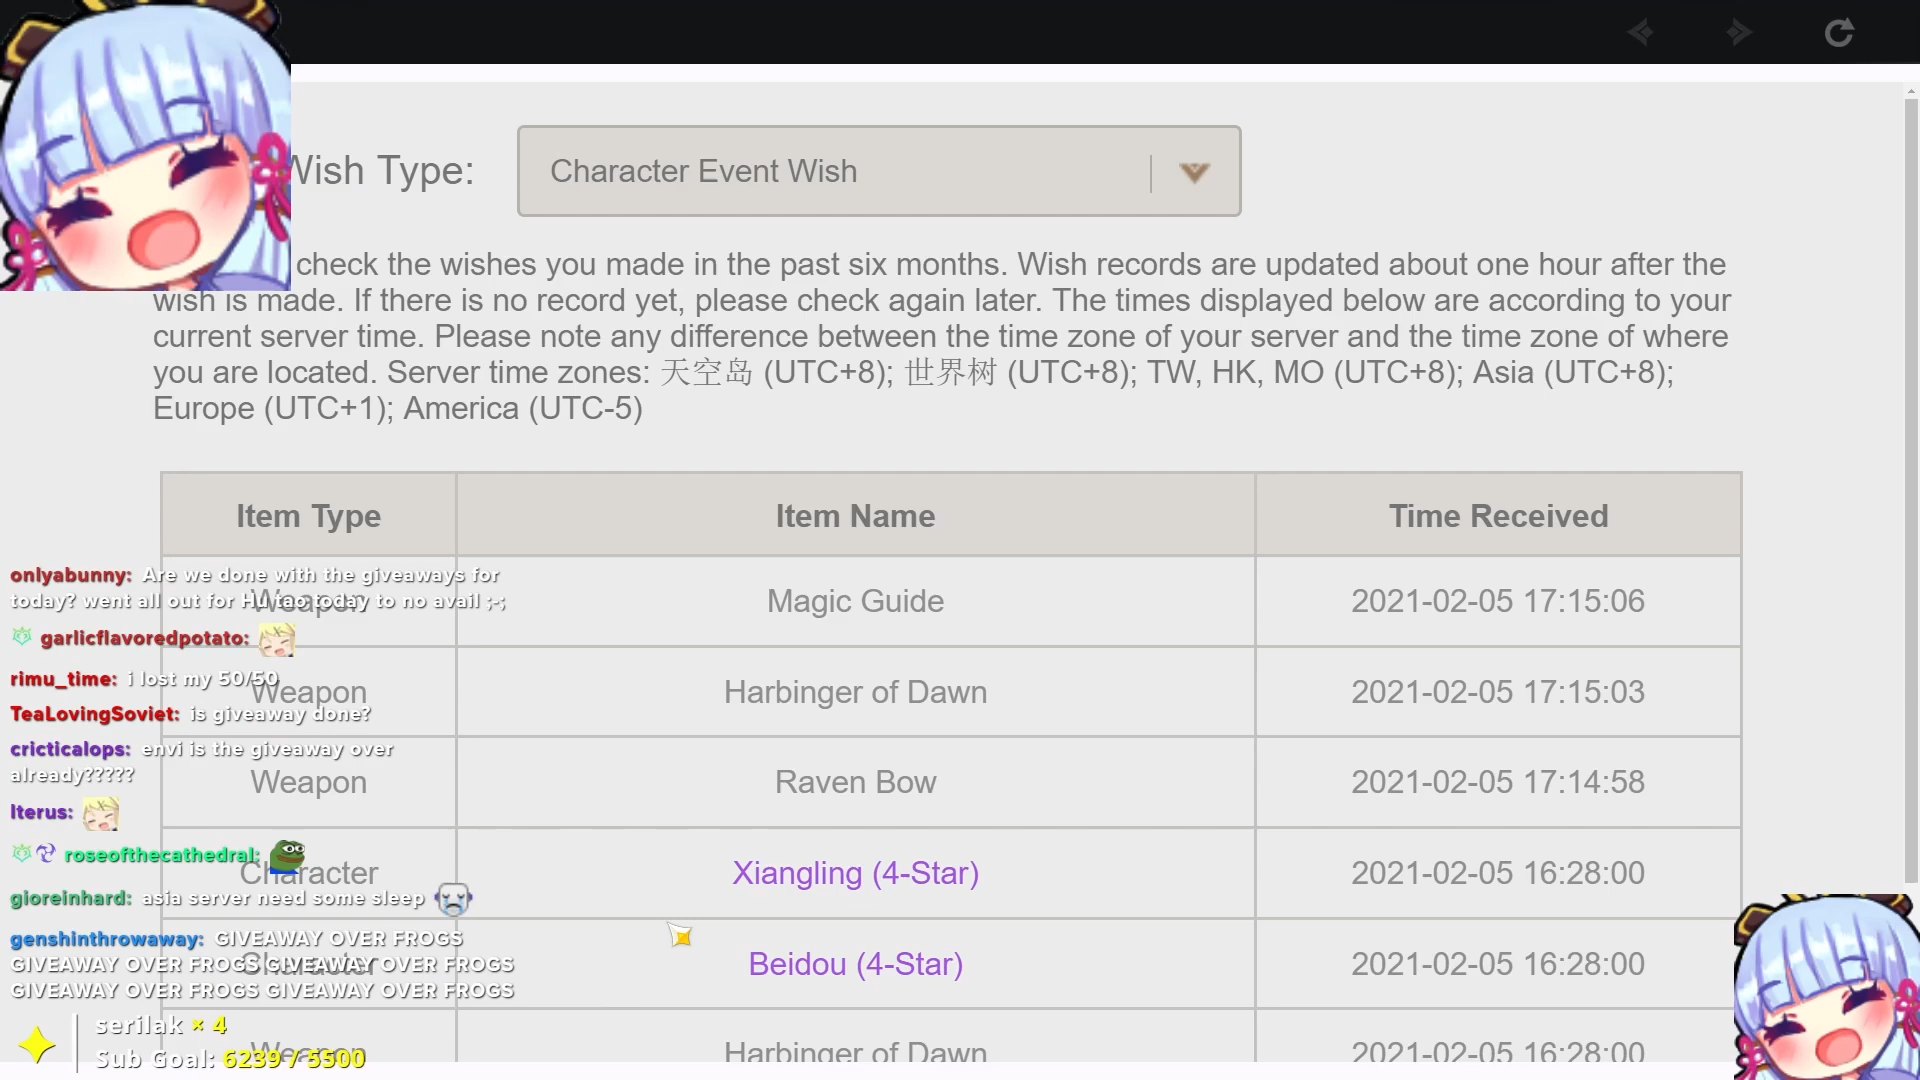 Wish Type:
Character Event Wish
check the wishes you made in the past six months. Wish records are updated about one hour after the
wish is made. If there is no record yet, please check again later. The times displayed below are according to your
current server time. Please note any difference between the time zone of your server and the time zone of where
you are located. Server time zones: 天空岛 (UTC+8); 世界树 (UTC+8); TW, HK, MO (UTC+8); Asia (UTC+8);
Europe (UTC+1); America (UTC-5)
Item Type Item Name Time Received
Weapon Magic Guide 2021-02-05 17:15:06
Weapon Harbinger of Dawn 2021-02-05 17:15:03
Weapon Raven Bow 2021-02-05 17:14:58
Character Xiangling (4-Star) 2021-02-05 16:28:00
Character Beidou (4-Star) 2021-02-05 16:28:00
Weapon Harbinger of Dawn 2021-02-05 16:28:00
onlyabunny: Are we done with the giveaways for
today? went all out for Hu tao today to no avail ;-;
garlicflavoredpotato:
rimu_time: i lost my 50/50
TeaLovingSoviet: is giveaway done?
cricticalops: envi is the giveaway over
already?????
Iterus:
roseofthecathedral:
gioreinhard: asia server need some sleep
genshinthrowaway: GIVEAWAY OVER FROGS
GIVEAWAY OVER FROGS GIVEAWAY OVER FROGS
GIVEAWAY OVER FROGS GIVEAWAY OVER FROGS
serilak × 4
Sub Goal: 6239 / 5500